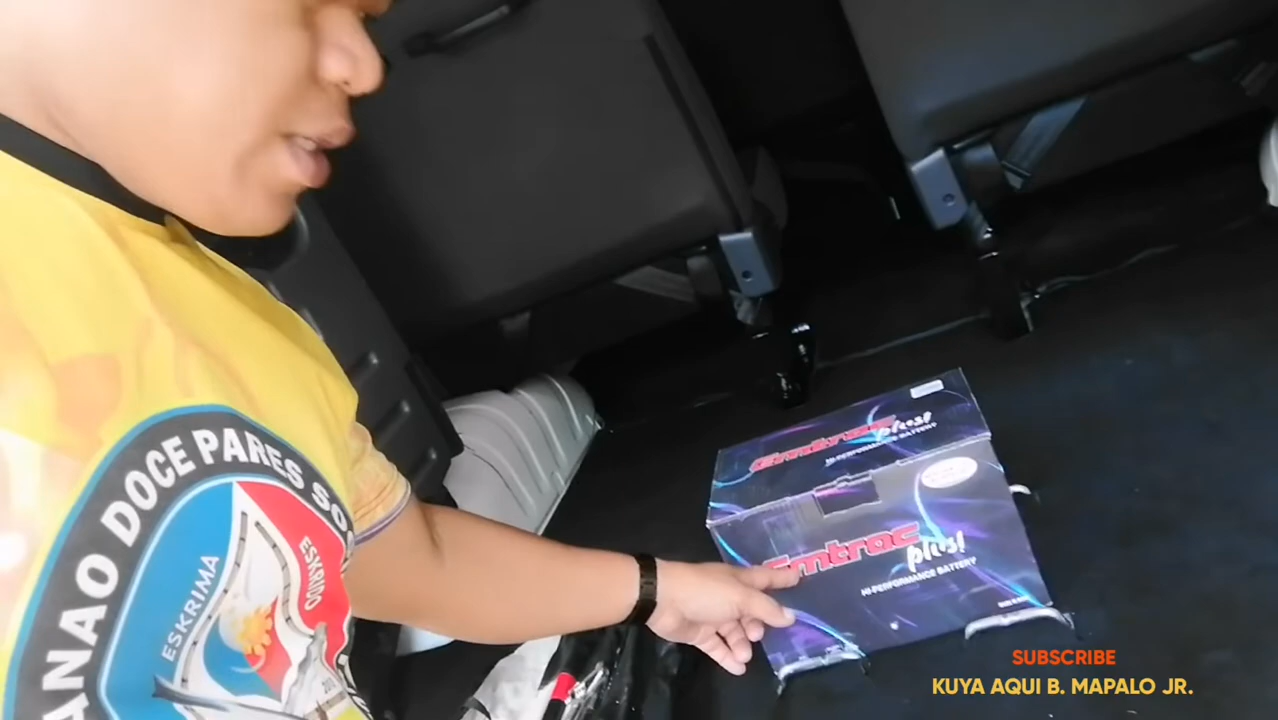 Emtrac plus!
HI-PERFORMANCE BATTERY
Emtrac plus!
HI-PERFORMANCE BATTERY
ANAO DOCE PARES SO
ESKRIMA
ESKRIDO
SUBSCRIBE
KUYA AQUI B. MAPALO JR.